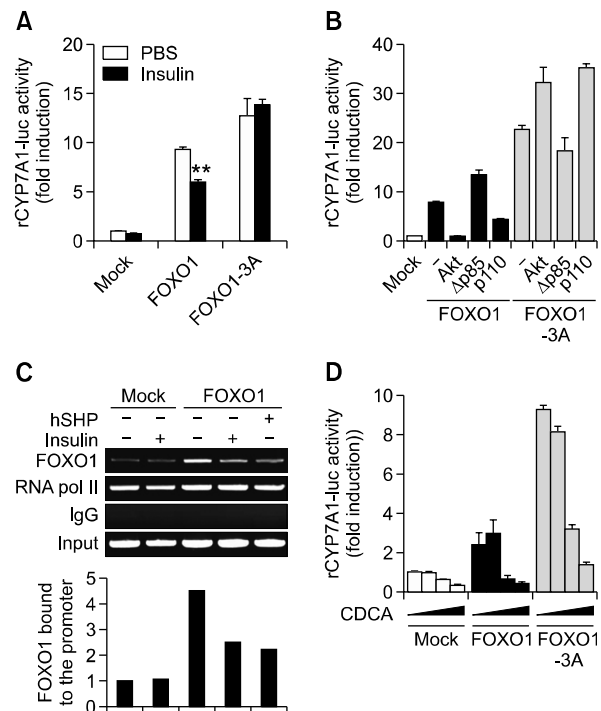 A
rCYP7A1-luc activity
(fold induction)
20
15
10
5
0
PBS
Insulin
**
Mock
FOXO1
FOXO1-3A
B
rCYP7A1-luc activity
(fold induction)
40
30
20
10
0
Mock
–
Akt
Δp85
p110
–
Akt
Δp85
p110
FOXO1
FOXO1
-3A
C
Mock
FOXO1
hSHP – – – – +
Insulin – + – + –
FOXO1
RNA pol II
IgG
Input
FOXO1 bound
to the promoter
5
4
3
2
1
0
D
rCYP7A1-luc activity
(fold induction))
10
8
6
4
2
0
CDCA
Mock
FOXO1
FOXO1
-3A